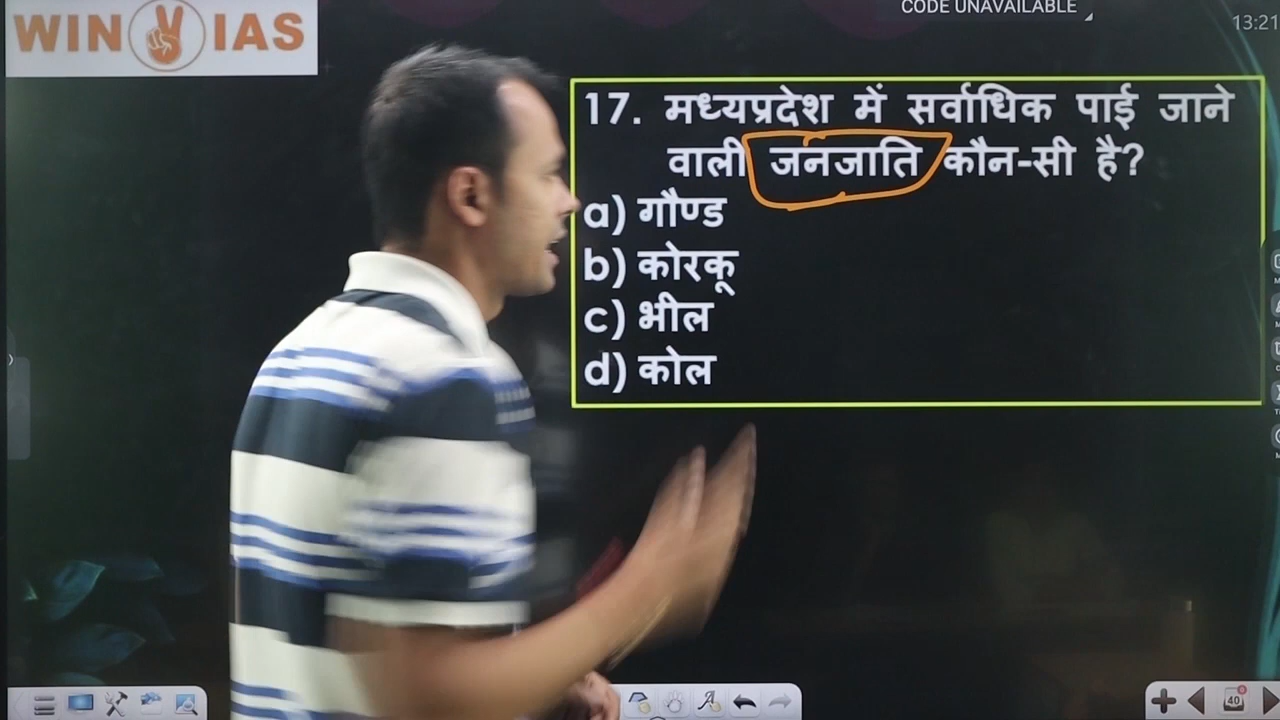 WIN IAS
CODE UNAVAILABLE
13:21
17. मध्यप्रदेश में सर्वाधिक पाई जाने
वाली जनजाति कौन-सी है?
a) गौण्ड
b) कोरकू
c) भील
d) कोल
40